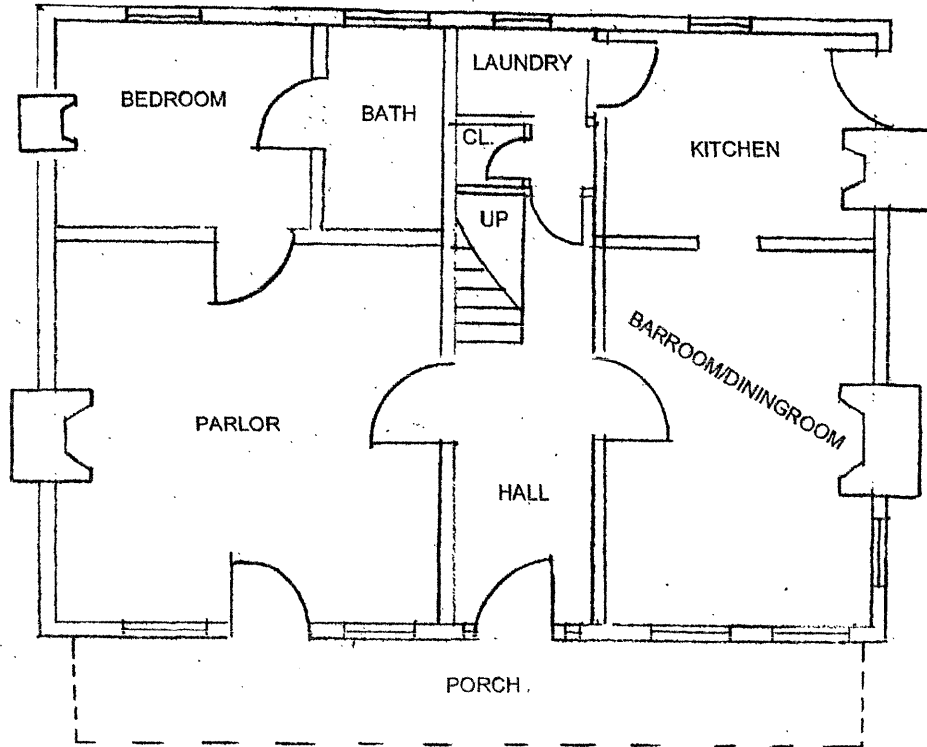 LAUNDRY
BEDROOM
BATH
CL.
KITCHEN
UP
BARROOM/DININGROOM
PARLOR
HALL
PORCH